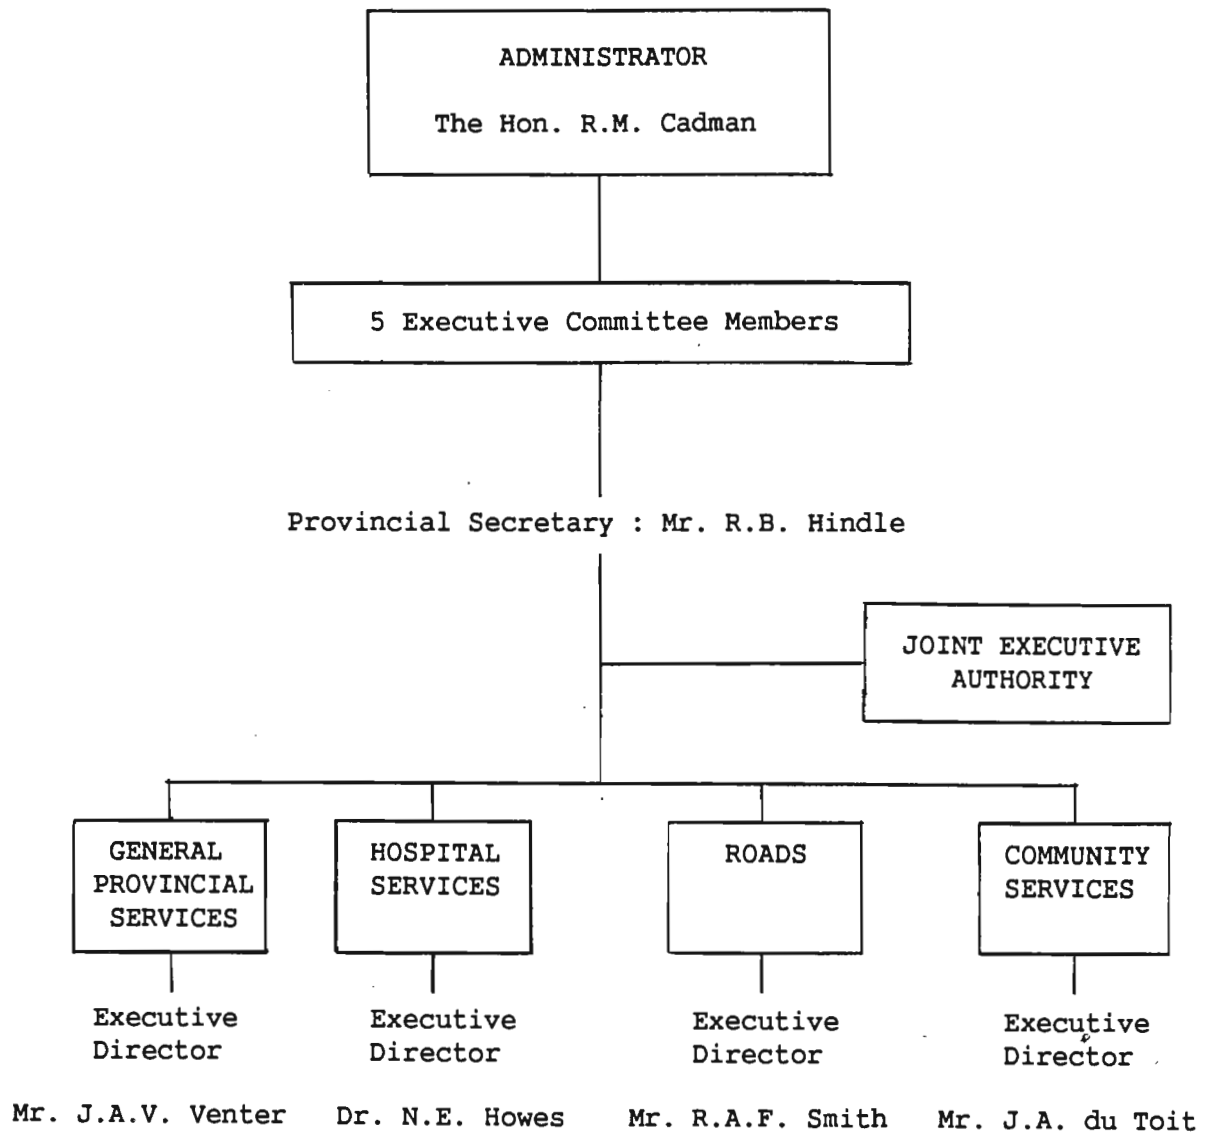 ADMINISTRATOR
The Hon. R.M. Cadman
5 Executive Committee Members
Provincial Secretary : Mr. R.B. Hindle
JOINT EXECUTIVE
AUTHORITY
GENERAL
PROVINCIAL
SERVICES
Executive
Director
Mr. J.A.V. Venter
HOSPITAL
SERVICES
Executive
Director
Dr. N.E. Howes
ROADS
Executive
Director
Mr. R.A.F. Smith
COMMUNITY
SERVICES
Executive
Director
Mr. J.A. du Toit